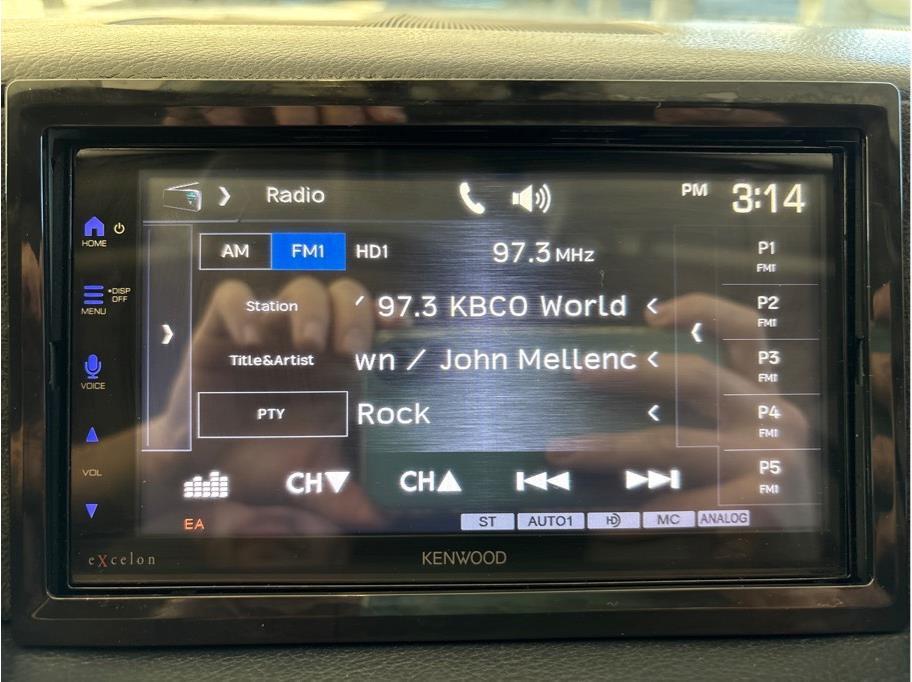 Radio PM 3:14
HOME
AM FM1 HD1 97.3 MHz P1
FM1
•DISP
OFF
MENU
Station 97.3 KBCO World P2
FM1
Title&Artist wn / John Mellenc P3
FM1
VOICE
PTY Rock P4
FM1
VOL
CH▼ CH▲ P5
FM1
EA ST AUTO1 HD MC ANALOG
eXcelon KENWOOD